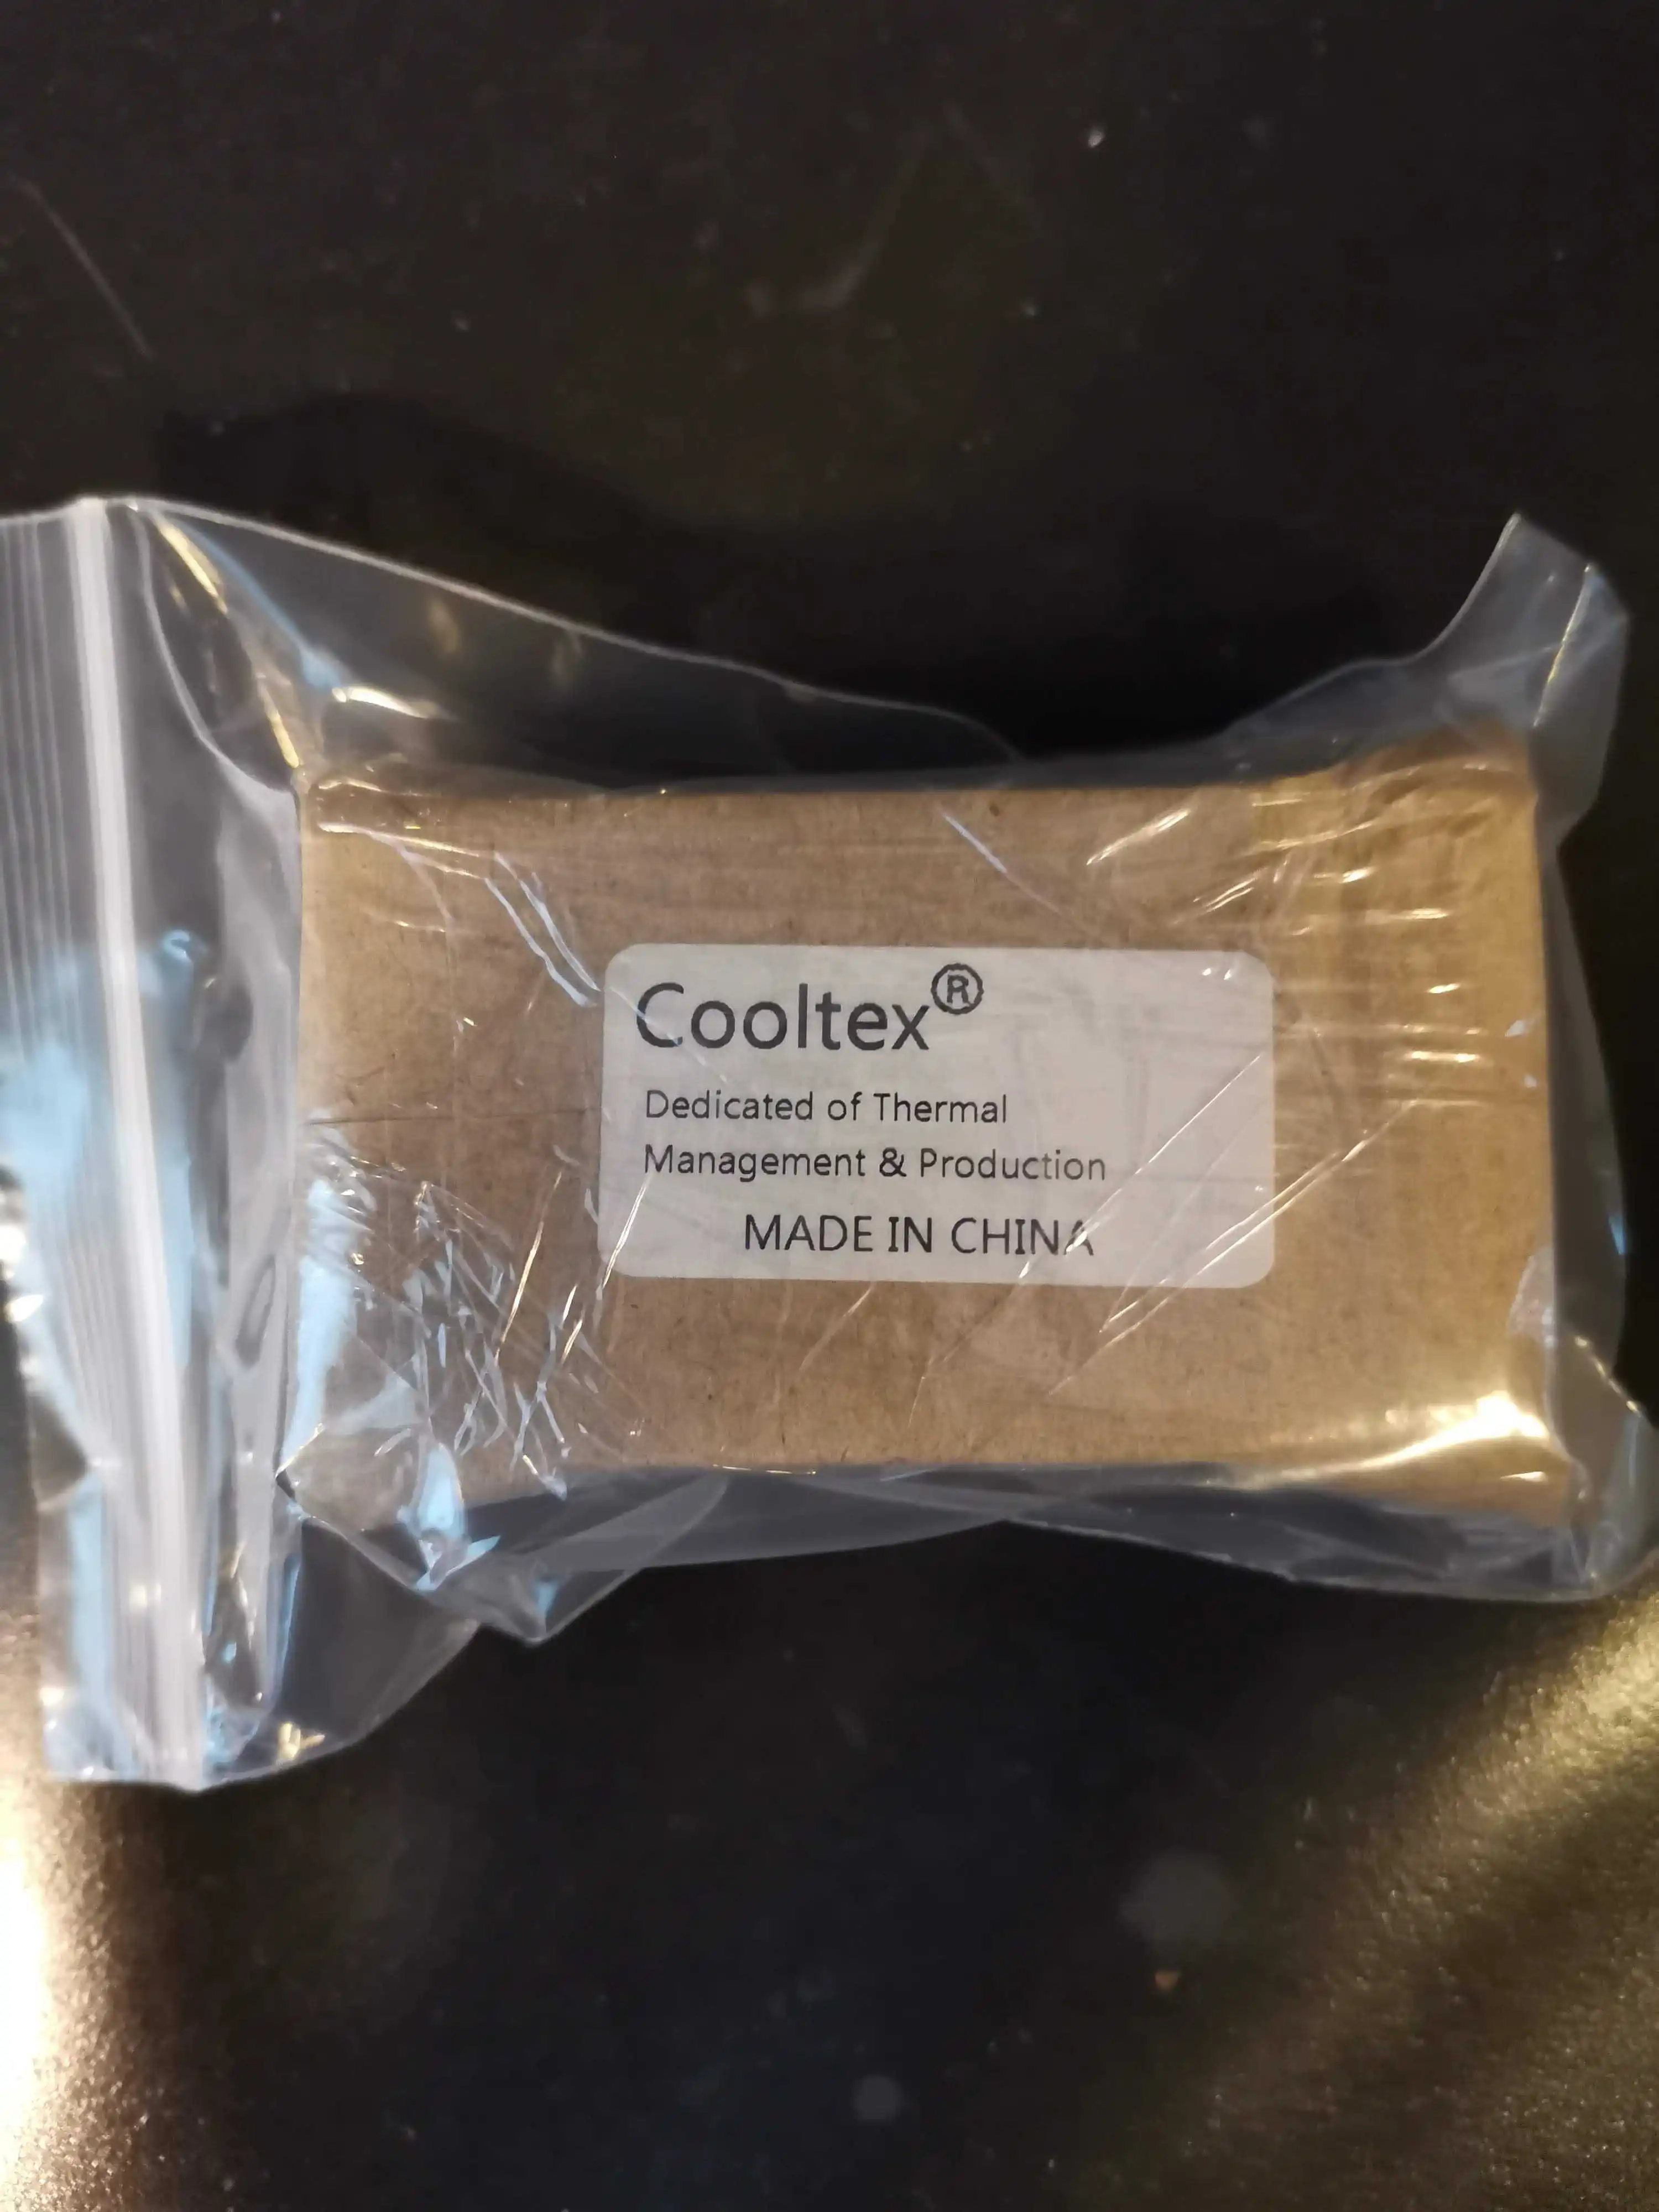 Cooltex®
Dedicated of Thermal
Management & Production
MADE IN CHINA